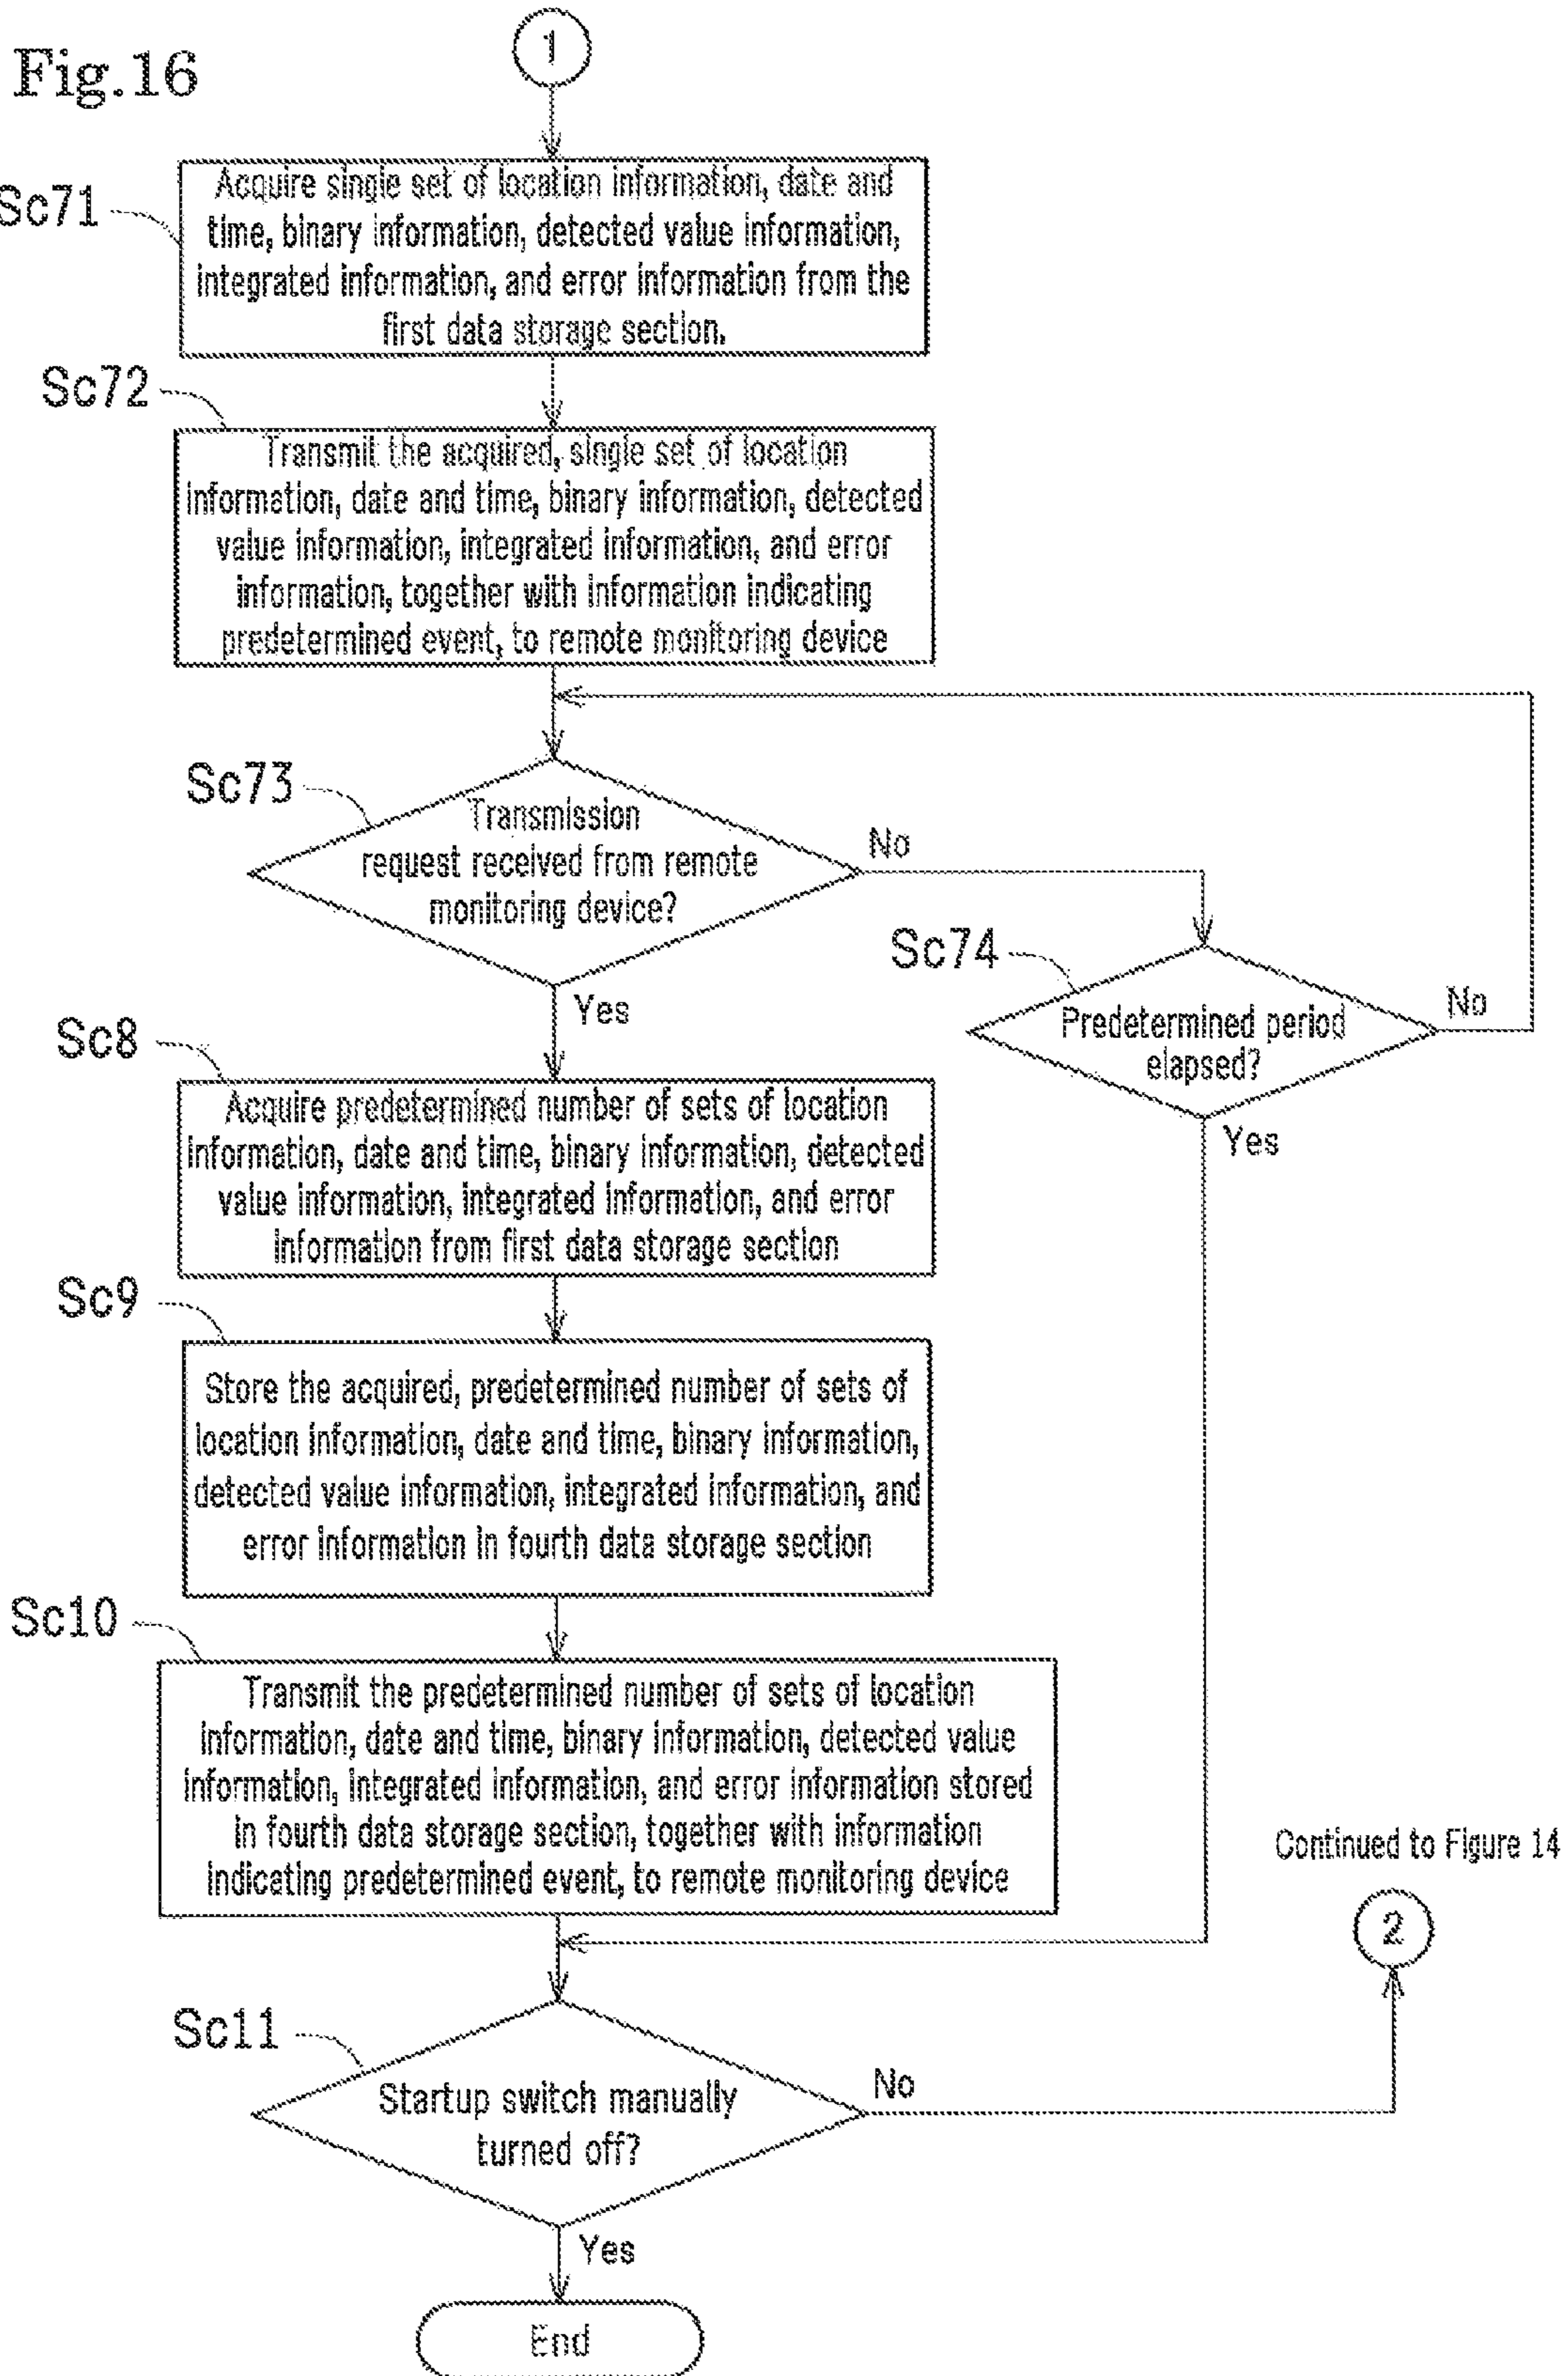 Fig.16
1
Sc71
Acquire single set of location information, date and
time, binary information, detected value information,
integrated information, and error information from the
first data storage section.
Sc72
Transmit the acquired, single set of location
information, date and time, binary information, detected
value information, integrated information, and error
information, together with information indicating
predetermined event, to remote monitoring device
Sc73
Transmission
request received from remote
monitoring device?
No
Yes
Sc74
Predetermined period
elapsed?
No
Yes
Sc8
Acquire predetermined number of sets of location
information, date and time, binary information, detected
value information, integrated information, and error
information from first data storage section
Sc9
Store the acquired, predetermined number of sets of
location information, date and time, binary information,
detected value information, integrated information, and
error information in fourth data storage section
Sc10
Transmit the predetermined number of sets of location
information, date and time, binary information, detected value
information, integrated information, and error information stored
in fourth data storage section, together with information
indicating predetermined event, to remote monitoring device
Continued to Figure 14
2
Sc11
Startup switch manually
turned off?
No
Yes
End